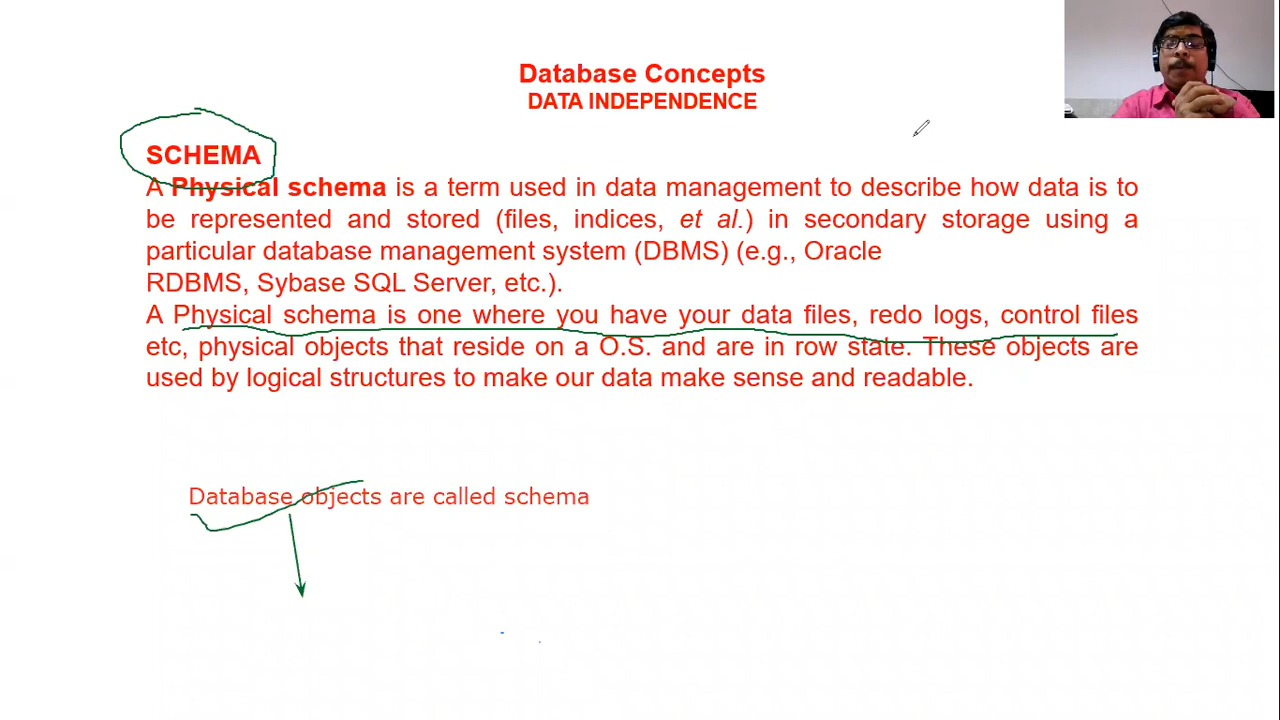 Database Concepts
DATA INDEPENDENCE
SCHEMA
A Physical schema is a term used in data management to describe how data is to
be represented and stored (files, indices, et al.) in secondary storage using a
particular database management system (DBMS) (e.g., Oracle
RDBMS, Sybase SQL Server, etc.).
A Physical schema is one where you have your data files, redo logs, control files
etc, physical objects that reside on a O.S. and are in row state. These objects are
used by logical structures to make our data make sense and readable.
Database objects are called schema